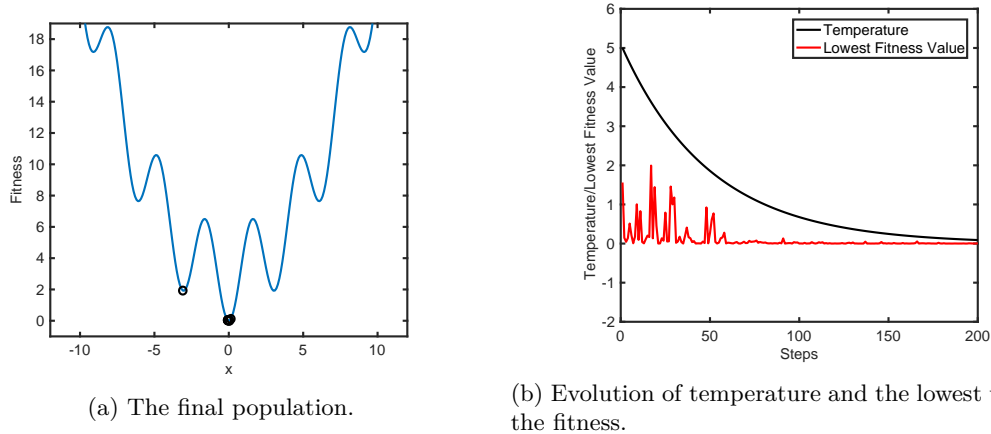 18
16
14
12
10
8
6
4
2
0
Fitness
-10 -5 0 5 10
x
(a) The final population.
6
5
4
3
2
1
0
-1
-2
Temperature/Lowest Fitness Value
Temperature
Lowest Fitness Value
0 50 100 150 200
Steps
(b) Evolution of temperature and the lowest
the fitness.